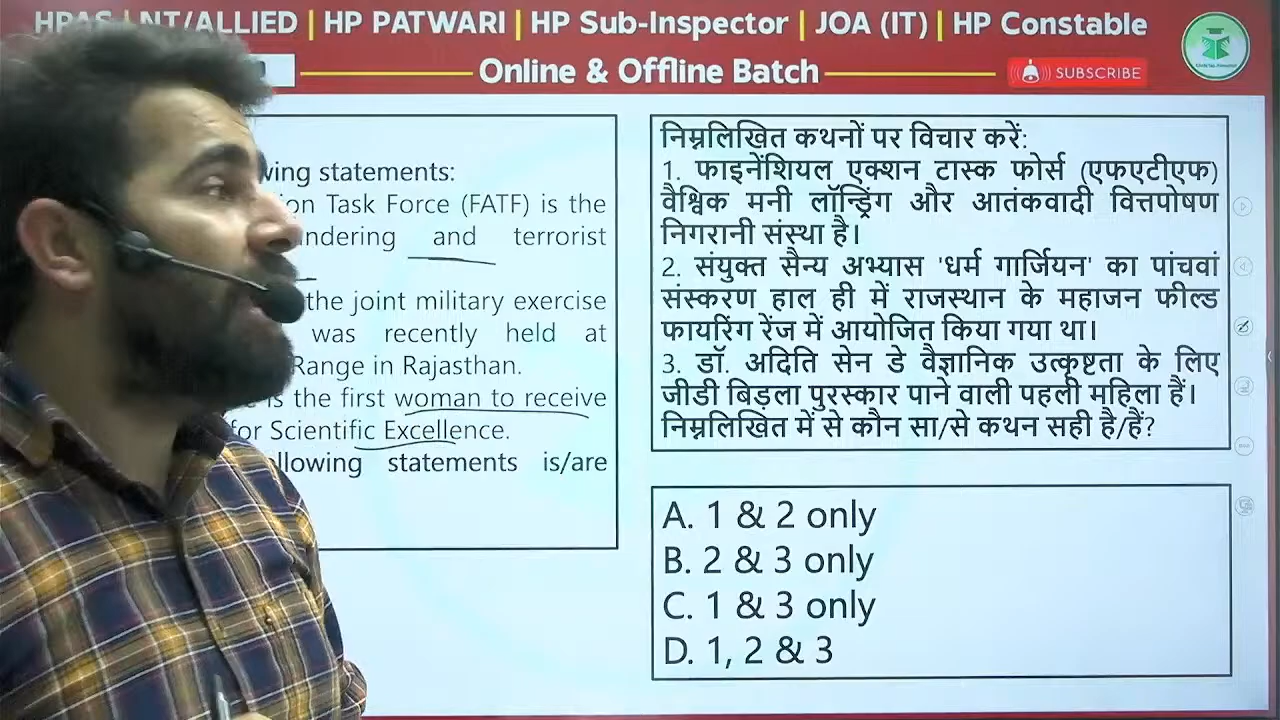 NT/ALLIED | HP PATWARI | HP Sub-Inspector | JOA (IT) | HP Constable
Online & Offline Batch
SUBSCRIBE
statements:
Task Force (FATF) is the
and terrorist
the joint military exercise
was recently held at
Range in Rajasthan.
is the first woman to receive
for Scientific Excellence.
statements is/are
निम्नलिखित कथनों पर विचार करें:
1. फाइनेंशियल एक्शन टास्क फोर्स (एफएटीएफ)
वैश्विक मनी लॉन्ड्रिंग और आतंकवादी वित्तपोषण
निगरानी संस्था है।
2. संयुक्त सैन्य अभ्यास 'धर्म गार्जियन' का पांचवां
संस्करण हाल ही में राजस्थान के महाजन फील्ड
फायरिंग रेंज में आयोजित किया गया था।
3. डॉ. अदिति सेन डे वैज्ञानिक उत्कृष्टता के लिए
जीडी बिड़ला पुरस्कार पाने वाली पहली महिला हैं।
निम्नलिखित में से कौन सा/से कथन सही है/हैं?
A. 1 & 2 only
B. 2 & 3 only
C. 1 & 3 only
D. 1, 2 & 3